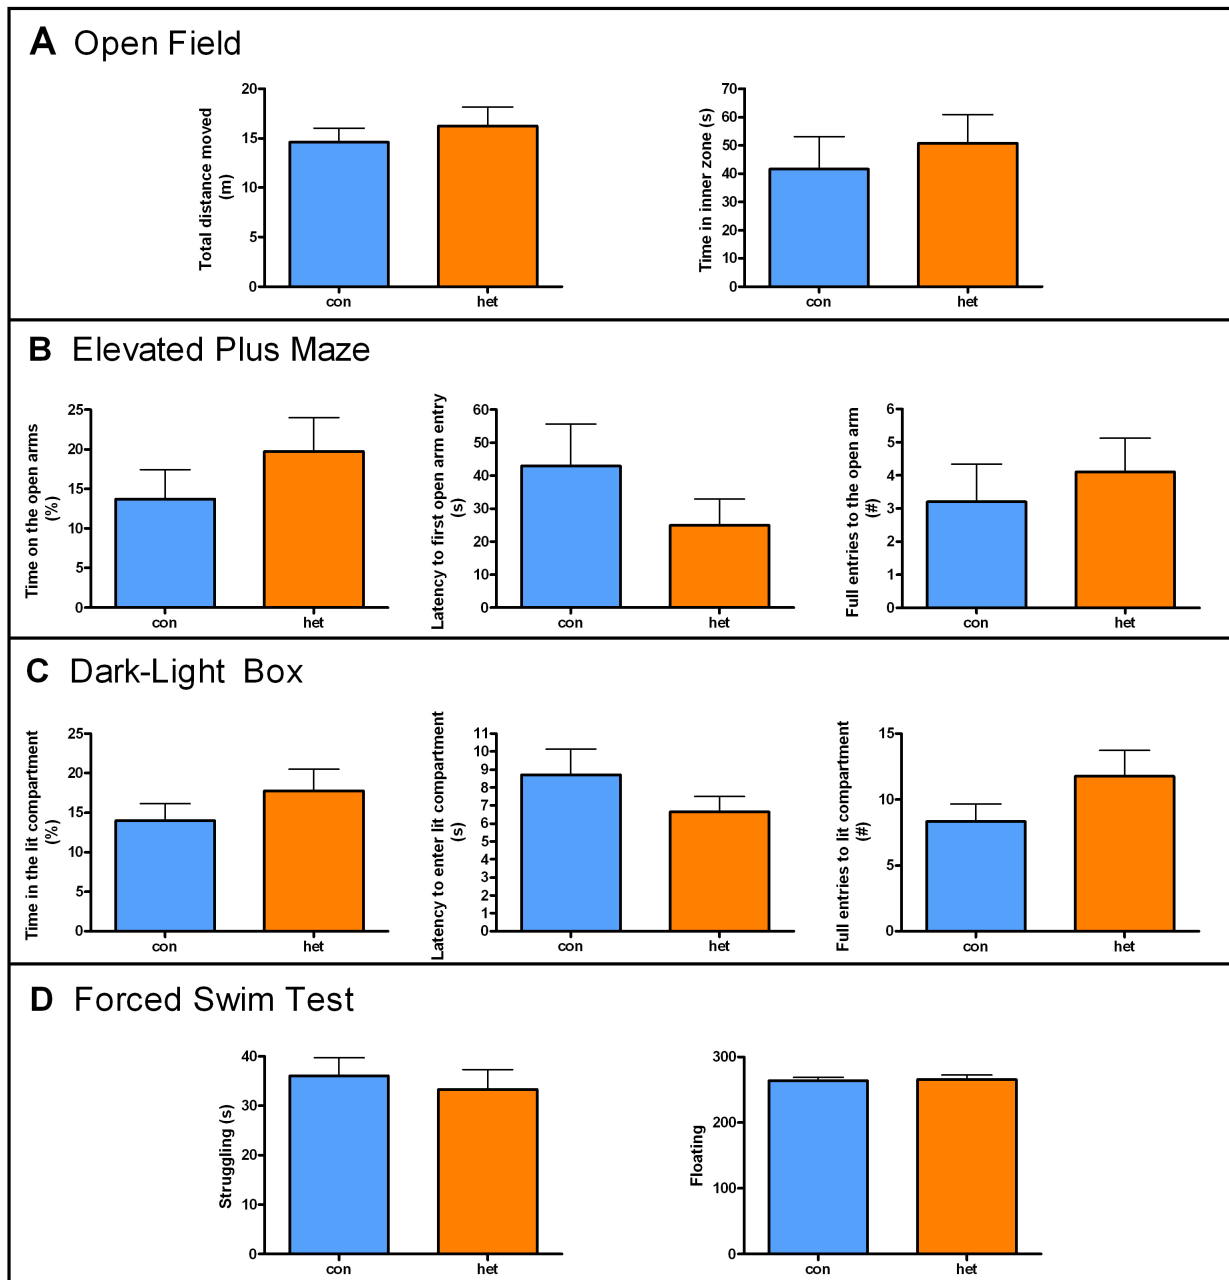 A Open Field
Total distance moved
(m)
20
15
10
5
0
con het
Time in inner zone (s)
70
60
50
40
30
20
10
0
con het
B Elevated Plus Maze
Time on the open arms
(%)
25
20
15
10
5
0
con het
Latency to first open arm entry
(s)
60
50
40
30
20
10
0
con het
Full entries to the open arm
(#)
6
5
4
3
2
1
0
con het
C Dark-Light Box
Time in the lit compartment
(%)
25
20
15
10
5
0
con het
Latency to enter lit compartment
(s)
11
10
9
8
7
6
5
4
3
2
1
0
con het
Full entries to lit compartment
(#)
15
10
5
0
con het
D Forced Swim Test
Struggling (s)
40
30
20
10
0
con het
Floating
300
200
100
0
con het